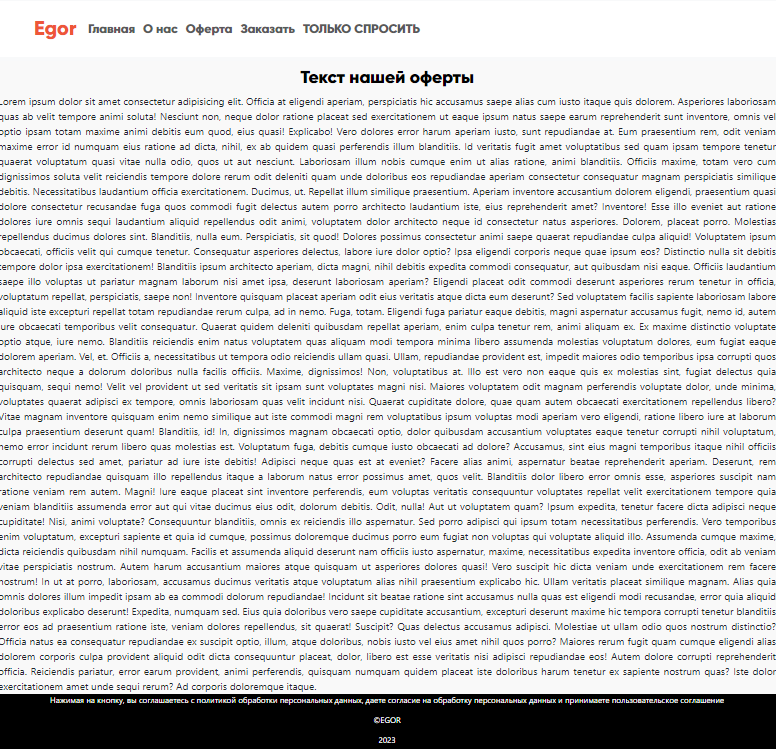 Egor Главная О нас Оферта Заказать ТОЛЬКО СПРОСИТЬ
Текст нашей оферты
Lorem ipsum dolor sit amet consectetur adipisicing elit. Officia at eligendi aperiam, perspiciatis hic accusamus saepe alias cum iusto itaque quis dolorem. Asperiores laboriosam
quas ab velit tempore animi soluta! Nesciunt non, neque dolor ratione placeat sed exercitationem ut eaque ipsum natus saepe earum reprehenderit sunt inventore, omnis vel
optio ipsam totam maxime animi debitis eum quod, eius quasi! Explicabo! Vero dolores error harum aperiam iusto, sunt repudiandae at. Eum praesentium rem, odit veniam
maxime error id numquam eius ratione ad dicta, nihil, ex ab quidem quasi perferendis illum blanditiis. Id veritatis fugit amet voluptatibus sed quam ipsam tempore tenetur
quaerat voluptatum quasi vitae nulla odio, quos ut aut nesciunt. Laboriosam illum nobis cumque enim ut alias ratione, animi blanditiis. Officiis maxime, totam vero cum
dignissimos soluta velit reiciendis tempore dolore rerum odit deleniti quam unde doloribus eos repudiandae aperiam consectetur consequatur magnam perspiciatis similique
debitis. Necessitatibus laudantium officia exercitationem. Ducimus, ut. Repellat illum similique praesentium. Aperiam inventore accusantium dolorem eligendi, praesentium quasi
dolore consectetur recusandae fuga quos commodi fugit delectus autem porro architecto laudantium iste, eius reprehenderit amet? Inventore! Esse illo eveniet aut ratione
dolores iure omnis sequi laudantium aliquid repellendus odit animi, voluptatem dolor architecto neque id consectetur natus asperiores. Dolorem, placeat porro. Molestias
repellendus ducimus dolores sint. Blanditiis, nulla eum. Perspiciatis, sit quod! Dolores possimus consectetur animi saepe quaerat repudiandae culpa aliquid! Voluptatem ipsum
obcaecati, officiis velit qui cumque tenetur. Consequatur asperiores delectus, labore iure dolor optio? Ipsa eligendi corporis neque quae ipsum eos? Distinctio nulla sit debitis
tempore dolor ipsa exercitationem! Blanditiis ipsum architecto aperiam, dicta magni, nihil debitis expedita commodi consequatur, aut quibusdam nisi eaque. Officiis laudantium
saepe illo voluptas ut pariatur magnam laborum nisi amet ipsa, deserunt laboriosam aperiam? Eligendi placeat odit commodi deserunt asperiores rerum tenetur in officia,
voluptatum repellat, perspiciatis, saepe non! Inventore quisquam placeat aperiam odit eius veritatis atque dicta eum deserunt? Sed voluptatem facilis sapiente laboriosam labore
aliquid iste excepturi repellat totam repudiandae rerum culpa, ad in nemo. Fuga, totam. Eligendi fuga pariatur eaque debitis, magni aspernatur accusamus fugit, nemo id, autem
iure obcaecati temporibus velit consequatur. Quaerat quidem deleniti quibusdam repellat aperiam, enim culpa tenetur rem, animi aliquam ex. Ex maxime distinctio voluptate
optio atque, iure nemo. Blanditiis reiciendis enim natus voluptatem quas aliquam modi tempora minima libero assumenda molestias voluptatum dolores, eum fugiat eaque
dolorem aperiam. Vel, et. Officiis a, necessitatibus ut tempora odio reiciendis ullam quasi. Ullam, repudiandae provident est, impedit maiores odio temporibus ipsa corrupti quos
architecto neque a dolorum doloribus nulla facilis officiis. Maxime, dignissimos! Non, voluptatibus at. Illo est vero non eaque quis ex molestias sint, fugiat delectus quia
quisquam, sequi nemo! Velit vel provident ut sed veritatis sit ipsam sunt voluptates magni nisi. Maiores voluptatem odit magnam perferendis voluptate dolor, unde minima,
voluptates quaerat adipisci ex tempore, omnis laboriosam quas velit incidunt nisi. Quaerat cupiditate dolore, quae quam autem obcaecati exercitationem repellendus libero?
Vitae magnam inventore quisquam enim nemo similique aut iste commodi magni rem voluptatibus ipsum voluptas modi aperiam vero eligendi, ratione libero iure at laborum
culpa praesentium deserunt quam! Blanditiis, id! In, dignissimos magnam obcaecati optio, dolor quibusdam accusantium voluptates eaque tenetur corrupti nihil voluptatum,
nemo error incidunt rerum libero quas molestias est. Voluptatum fuga, debitis cumque iusto obcaecati ad dolore? Accusamus, sint eius magni temporibus itaque nihil officiis
corrupti delectus sed amet, pariatur ad iure iste debitis! Adipisci neque quas est at eveniet? Facere alias animi, aspernatur beatae reprehenderit aperiam. Deserunt, rem
architecto repudiandae quisquam illo repellendus itaque a laborum natus error possimus amet, quos velit. Blanditiis dolor libero error omnis esse, asperiores suscipit nam
ratione veniam rem autem. Magni! Iure eaque placeat sint inventore perferendis, eum voluptas veritatis consequuntur voluptates repellat velit exercitationem tempore quia
veniam blanditiis assumenda error aut qui vitae ducimus eius odit, dolorum debitis. Odit, nulla! Aut ut voluptatem quam? Ipsum expedita, tenetur facere dicta adipisci neque
cupiditate! Nisi, animi voluptate? Consequuntur blanditiis, omnis ex reiciendis illo aspernatur. Sed porro adipisci qui ipsum totam necessitatibus perferendis. Vero temporibus
enim voluptatum, excepturi sapiente et quia id cumque, possimus doloremque ducimus porro eum fugiat non voluptas qui voluptate aliquid illo. Assumenda cumque maxime,
dicta reiciendis quibusdam nihil numquam. Facilis et assumenda aliquid deserunt nam officiis iusto aspernatur, maxime, necessitatibus expedita inventore officia, odit ab veniam
vitae perspiciatis nostrum. Autem harum accusantium maiores atque quisquam ut asperiores dolores quasi! Vero suscipit hic dicta veniam unde exercitationem rem facere
nostrum! In ut at porro, laboriosam, accusamus ducimus veritatis atque voluptatum alias nihil praesentium explicabo hic. Ullam veritatis placeat similique magnam. Alias quia
omnis dolores illum impedit ipsam ab ea commodi dolorum repudiandae! Incidunt sit beatae ratione sint accusamus nulla quas est eligendi modi recusandae, error quia aliquid
doloribus explicabo deserunt! Expedita, numquam sed. Eius quia doloribus vero saepe cupiditate accusantium, excepturi deserunt maxime hic tempora corrupti tenetur blanditiis
error eos ad praesentium ratione iste, veniam dolores repellendus, sit quaerat! Suscipit? Quas delectus accusamus adipisci. Molestiae ut ullam odio quos nostrum distinctio?
Officia natus ea consequatur repudiandae ex suscipit optio, illum, atque doloribus, nobis iusto vel eius amet nihil quos porro? Maiores rerum fugit quam cumque eligendi alias
dolorem corporis culpa provident aliquid odit dicta consequuntur placeat, dolor, libero est esse veritatis nisi adipisci repudiandae eos! Autem dolore corrupti reprehenderit
officia. Reiciendis pariatur, error earum provident, animi perferendis, quisquam numquam quidem placeat iste doloribus harum tenetur ex sapiente nostrum quas? Iste dolor
exercitationem amet unde sequi rerum? Ad corporis doloremque itaque.
Нажимая на кнопку, вы соглашаетесь с политикой обработки персональных данных, даете согласие на обработку персональных данных и принимаете пользовательское соглашение
©EGOR
2023